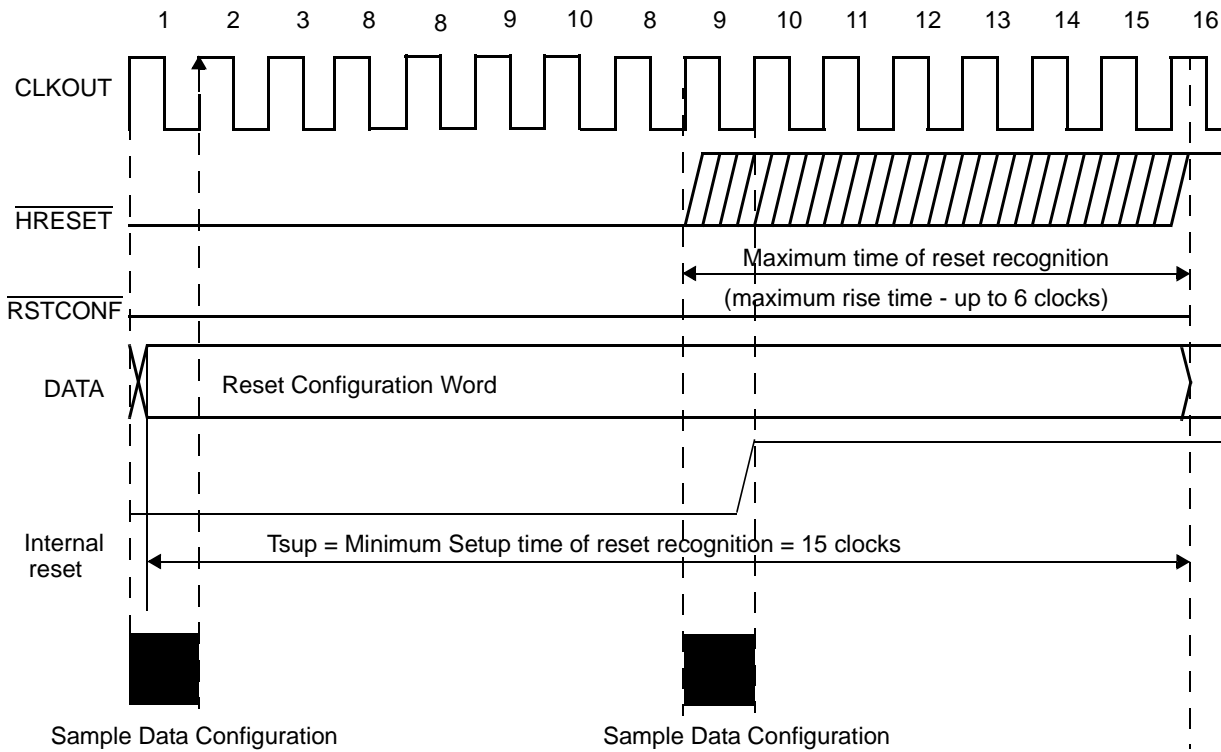 1 2 3 8 8 9 10 8 9 10 11 12 13 14 15 16
CLKOUT
HRESET
Maximum time of reset recognition
(maximum rise time - up to 6 clocks)
RSTCONF
DATA
Reset Configuration Word
Internal
reset
Tsup = Minimum Setup time of reset recognition = 15 clocks
Sample Data Configuration
Sample Data Configuration